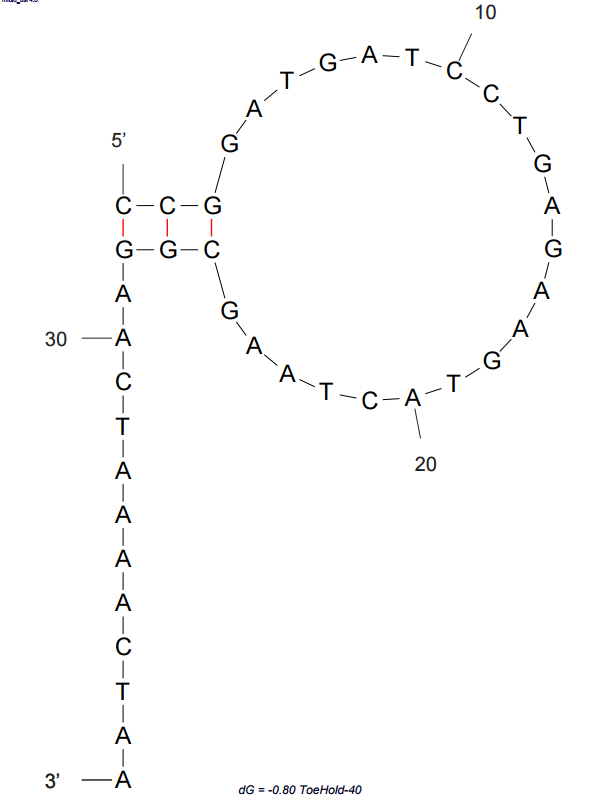 5'
C C G G A T G A T C
10
C T G A G A A G T A
20
C T A A G C G G A A
30
C T A A A A C T A A
3'
dG = -0.80 ToeHold-40